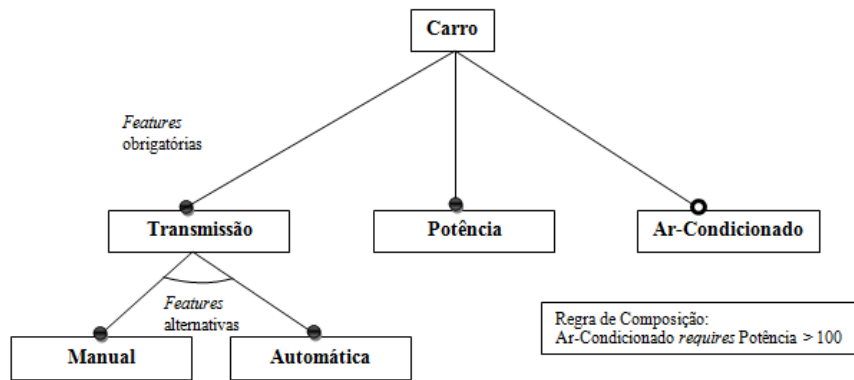 Carro
Features
obrigatórias
Transmissão
Potência
Ar-Condicionado
Features
alternativas
Manual
Automática
Regra de Composição:
Ar-Condicionado requires Potência > 100